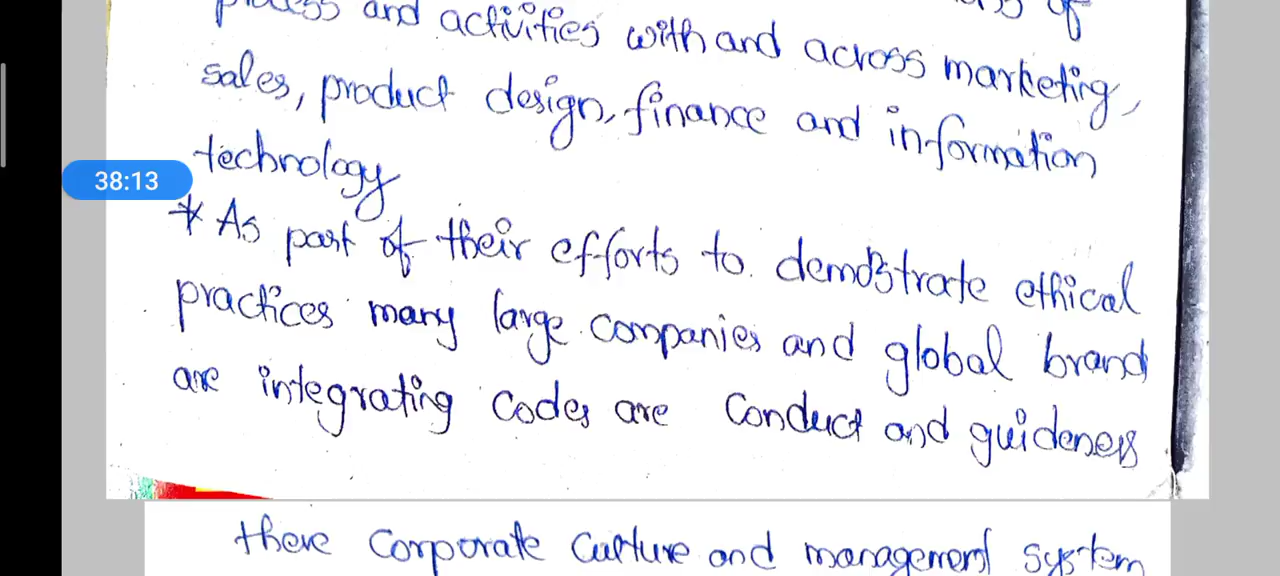 process and activities with and across marketing,
sales, product design, finance and information
technology
38:13
* As part of their efforts to demostrate ethical
practices many large companies and global brand
are integrating codes are conduct and guideness
there corporate culture and management system